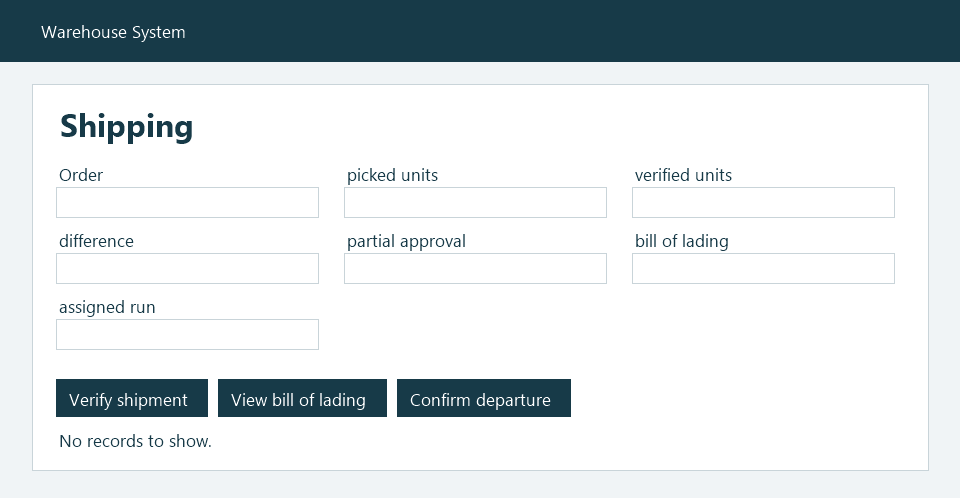 Warehouse System
Shipping
Order picked units verified units
difference partial approval bill of lading
assigned run
Verify shipment View bill of lading Confirm departure
No records to show.